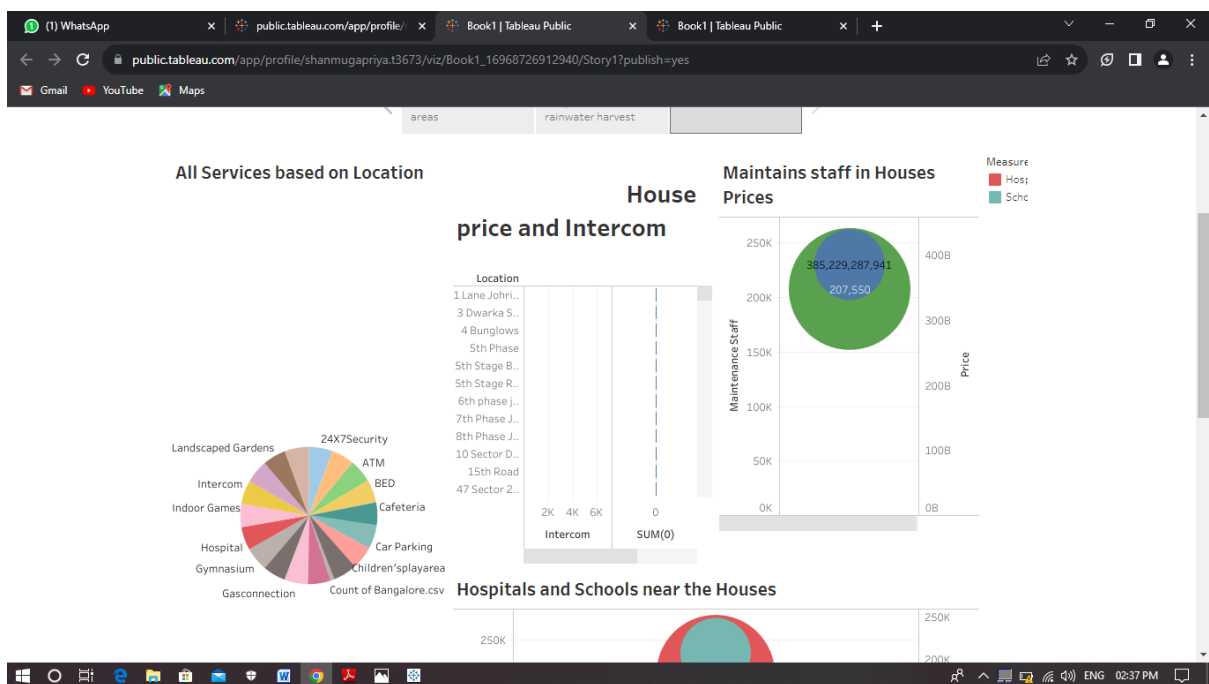 (1) WhatsApp
public.tableau.com/app/profile/
Book1 | Tableau Public
Book1 | Tableau Public
public.tableau.com/app/profile/shanmugapriya.t3673/viz/Book1_16968726912940/Story1?publish=yes
Gmail
YouTube
Maps
areas
rainwater harvest
All Services based on Location
24X7Security
ATM
BED
Cafeteria
Car Parking
Children'splayarea
Count of Bangalore.csv
Gasconnection
Gymnasium
Hospital
Indoor Games
Intercom
Landscaped Gardens
House
price and Intercom
Location
1 Lane Johri..
3 Dwarka S..
4 Bunglows
5th Phase
5th Stage B..
5th Stage R..
6th phase j..
7th Phase J..
8th Phase J..
10 Sector D..
15th Road
47 Sector 2..
2K 4K 6K
0
Intercom
SUM(0)
Maintains staff in Houses
Prices
250K
200K
150K
100K
50K
0K
Maintenance Staff
385,229,287,941
207,550
400B
300B
200B
100B
0B
Price
Measure
Hosp
Scho
Hospitals and Schools near the Houses
250K
250K
200K
ENG
02:37 PM